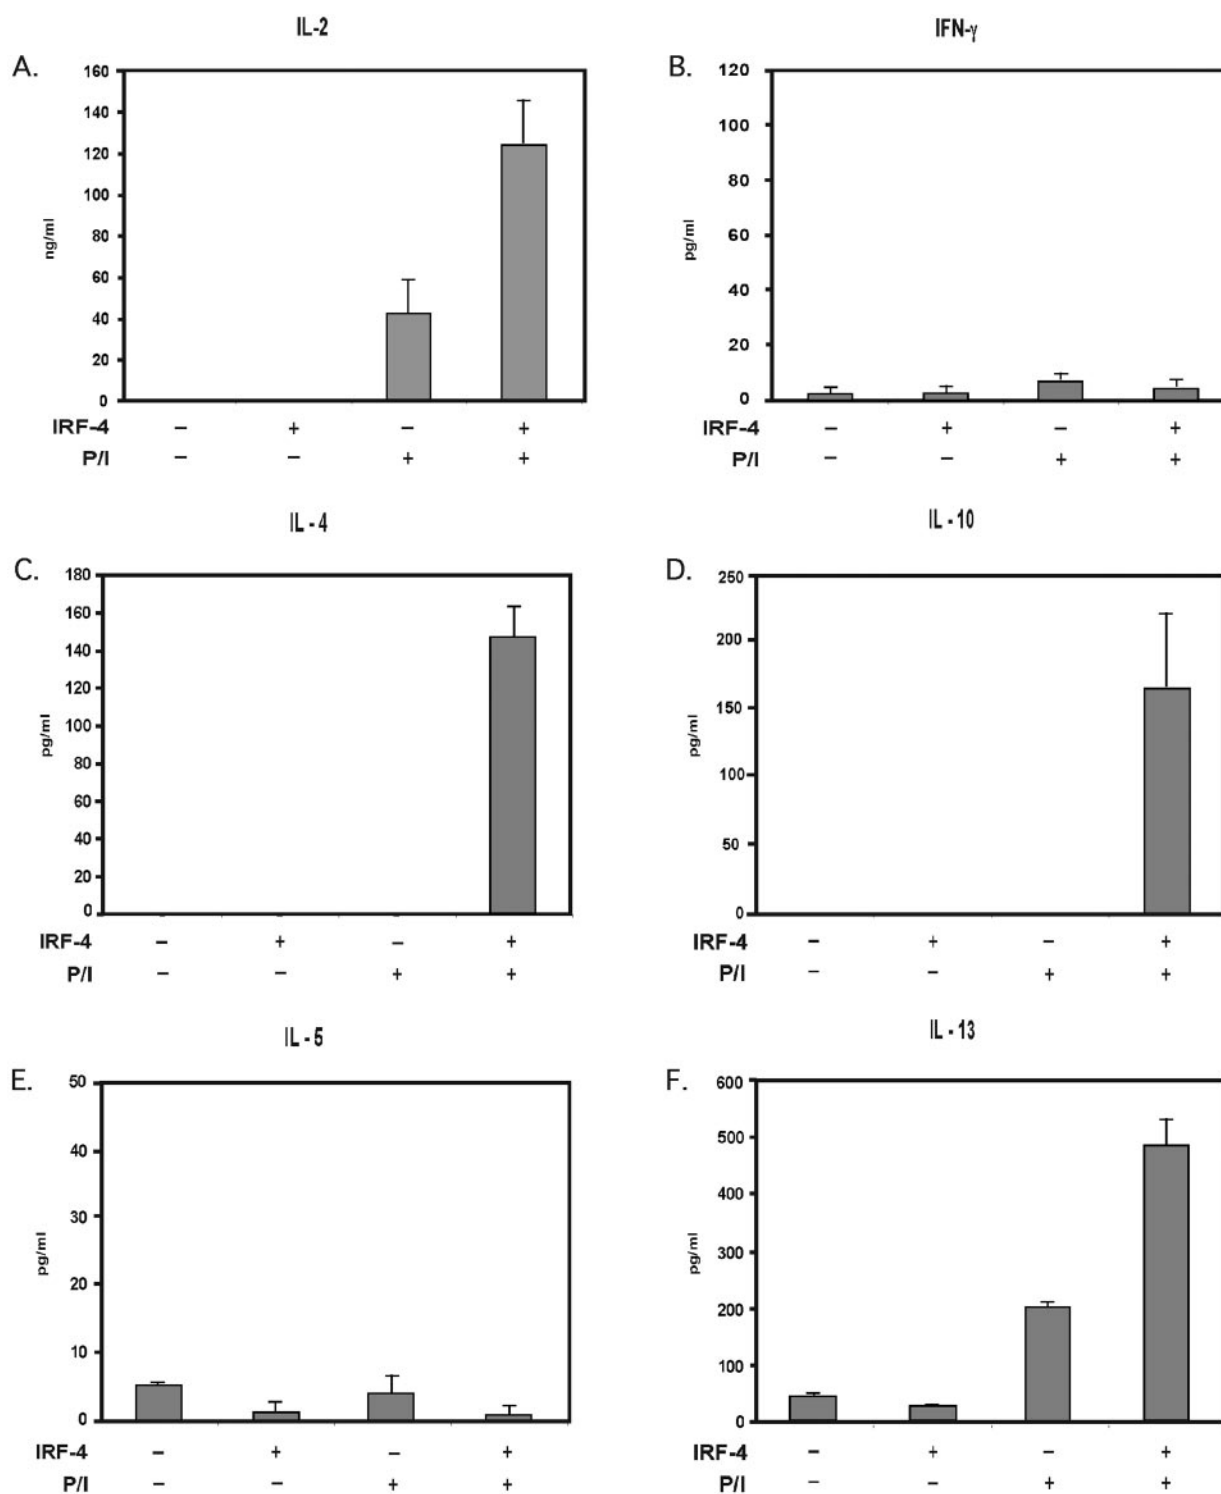 IL-2
A.
160
140
120
100
80
60
40
20
0
ng/ml
IRF-4 – + – +
P/I – – + +
IFN-γ
B.
120
100
80
60
40
20
0
pg/ml
IRF-4 – + – +
P/I – – + +
IL - 4
C.
180
160
140
120
100
80
60
40
20
0
pg/ml
IRF-4 – + – +
P/I – – + +
IL - 10
D.
250
200
150
100
50
0
pg/ml
IRF-4 – + – +
P/I – – + +
IL - 5
E.
50
40
30
20
10
0
pg/ml
IRF-4 – + – +
P/I – – + +
IL - 13
F.
600
500
400
300
200
100
0
pg/ml
IRF-4 – + – +
P/I – – + +